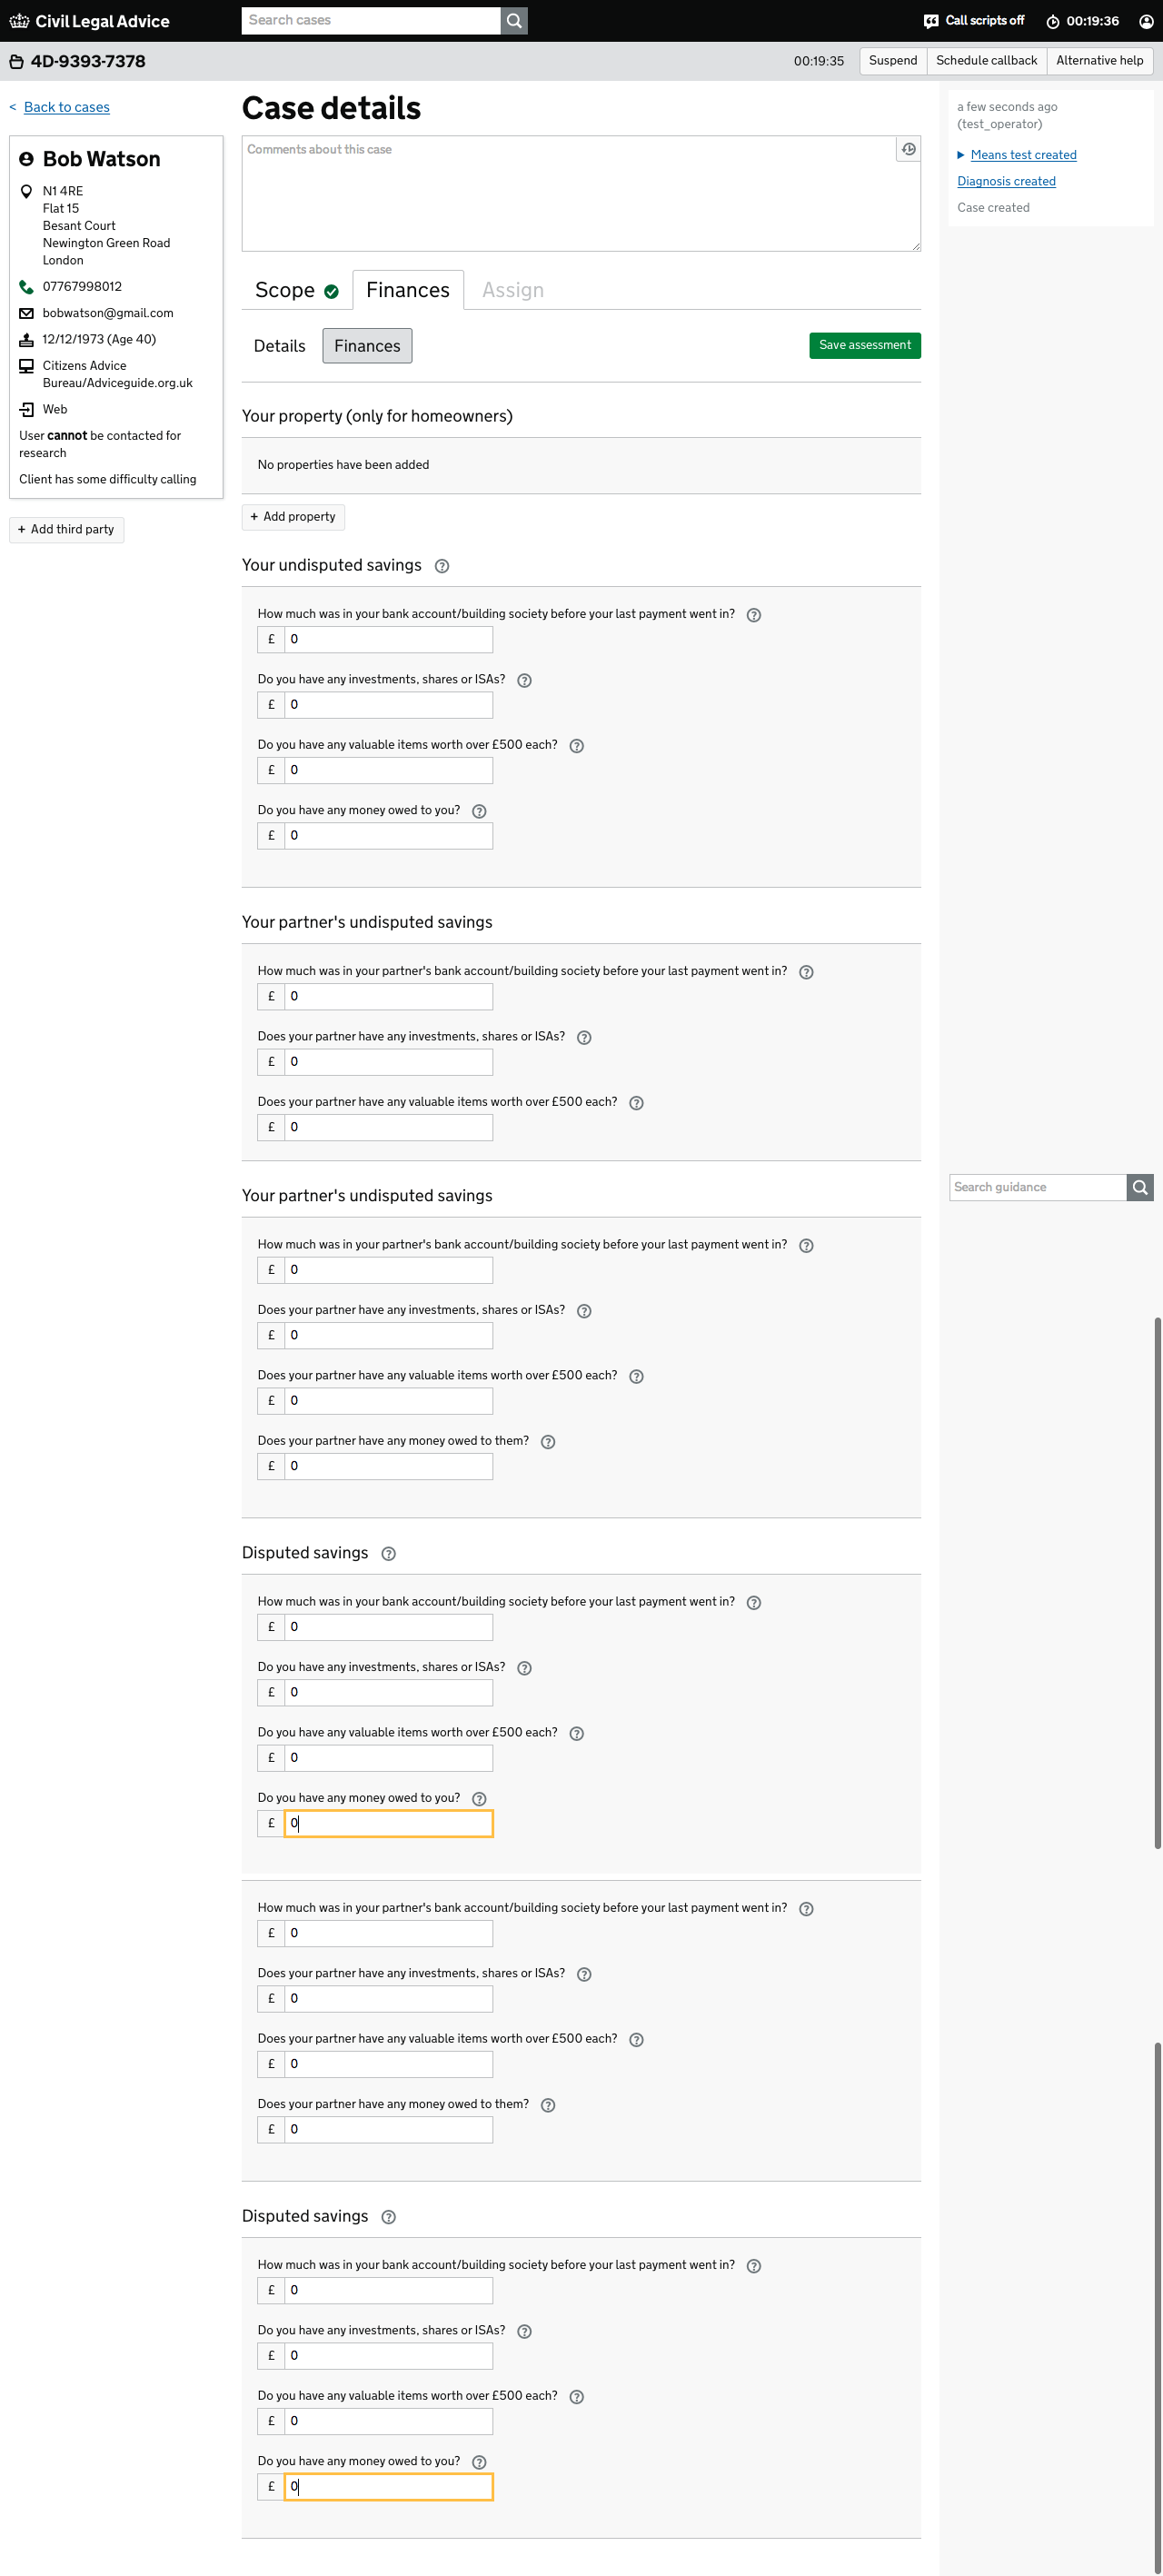 Civil Legal Advice
Search cases
Call scripts off
00:19:36
4D-9393-7378
00:19:35
Suspend
Schedule callback
Alternative help
< Back to cases
Bob Watson
N1 4RE
Flat 15
Besant Court
Newington Green Road
London
07767998012
bobwatson@gmail.com
12/12/1973 (Age 40)
Citizens Advice
Bureau/Adviceguide.org.uk
Web
User cannot be contacted for
research
Client has some difficulty calling
+ Add third party
Case details
Comments about this case
Scope
Finances
Assign
Details
Finances
Save assessment
Your property (only for homeowners)
No properties have been added
+ Add property
Your undisputed savings ?
How much was in your bank account/building society before your last payment went in? ?
£ 0
Do you have any investments, shares or ISAs? ?
£ 0
Do you have any valuable items worth over £500 each? ?
£ 0
Do you have any money owed to you? ?
£ 0
Your partner's undisputed savings
How much was in your partner's bank account/building society before your last payment went in? ?
£ 0
Does your partner have any investments, shares or ISAs? ?
£ 0
Does your partner have any valuable items worth over £500 each? ?
£ 0
Your partner's undisputed savings
How much was in your partner's bank account/building society before your last payment went in? ?
£ 0
Does your partner have any investments, shares or ISAs? ?
£ 0
Does your partner have any valuable items worth over £500 each? ?
£ 0
Does your partner have any money owed to them? ?
£ 0
Disputed savings ?
How much was in your bank account/building society before your last payment went in? ?
£ 0
Do you have any investments, shares or ISAs? ?
£ 0
Do you have any valuable items worth over £500 each? ?
£ 0
Do you have any money owed to you? ?
£ 0
How much was in your partner's bank account/building society before your last payment went in? ?
£ 0
Does your partner have any investments, shares or ISAs? ?
£ 0
Does your partner have any valuable items worth over £500 each? ?
£ 0
Does your partner have any money owed to them? ?
£ 0
Disputed savings ?
How much was in your bank account/building society before your last payment went in? ?
£ 0
Do you have any investments, shares or ISAs? ?
£ 0
Do you have any valuable items worth over £500 each? ?
£ 0
Do you have any money owed to you? ?
£ 0
a few seconds ago
(test_operator)
Means test created
Diagnosis created
Case created
Search guidance